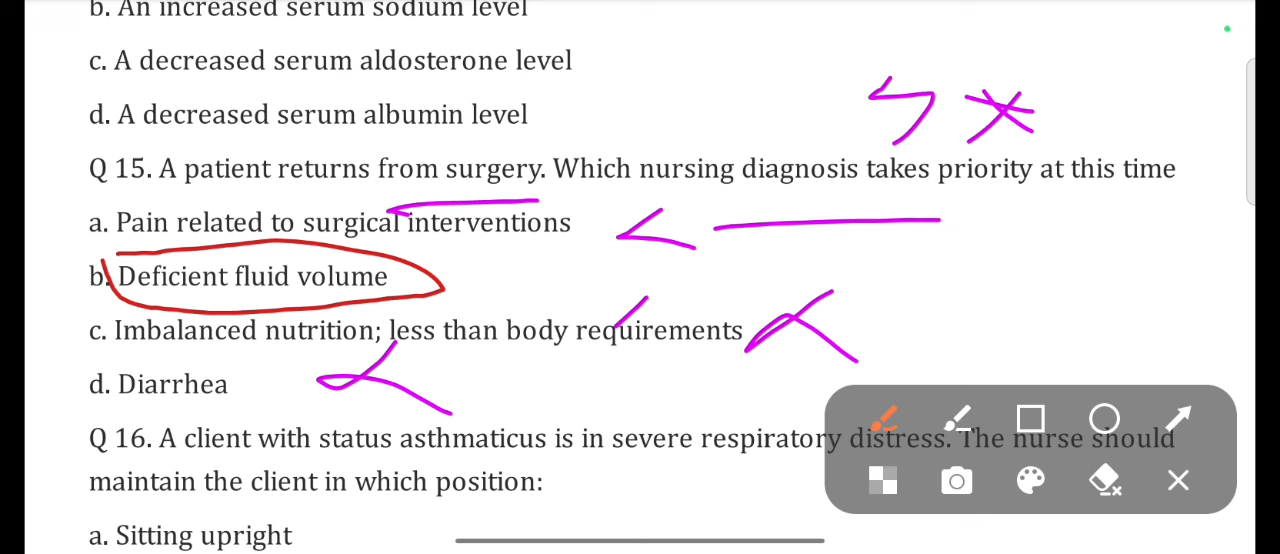 b. An increased serum sodium level
c. A decreased serum aldosterone level
d. A decreased serum albumin level
Q 15. A patient returns from surgery. Which nursing diagnosis takes priority at this time
a. Pain related to surgical interventions
b. Deficient fluid volume
c. Imbalanced nutrition; less than body requirements
d. Diarrhea
Q 16. A client with status asthmaticus is in severe respiratory distress. The nurse should
maintain the client in which position:
a. Sitting upright